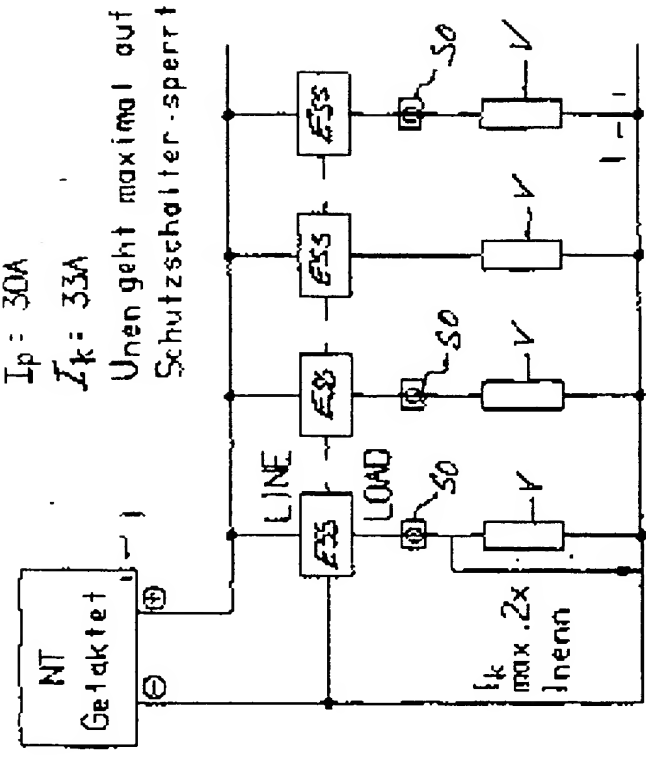 Ip = 30A
Ik = 33A
Unen geht maximal auf
Schutzschalter-sperrt
NT
Getaktet
⊖
⊕
LINE
LOAD
ESS
ESS
ESS
ESS
SO
SO
SO
V
V
V
V
Ik
max .2x
Inenn